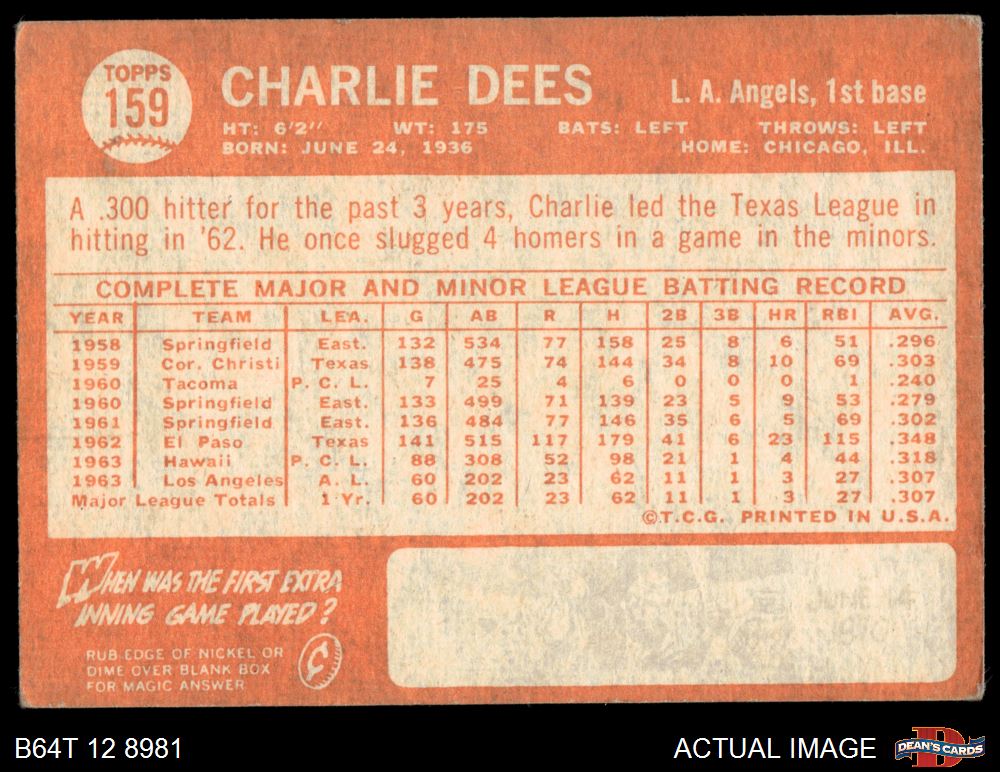 TOPPS
159
CHARLIE DEES
L. A. Angels, 1st base
HT: 6'2" WT: 175 BATS: LEFT THROWS: LEFT
BORN: JUNE 24, 1936 HOME: CHICAGO, ILL.
A .300 hitter for the past 3 years, Charlie led the Texas League in
hitting in '62. He once slugged 4 homers in a game in the minors.
COMPLETE MAJOR AND MINOR LEAGUE BATTING RECORD
YEAR TEAM LEA. G AB R H 2B 3B HR RBI AVG.
1958 Springfield East. 132 534 77 158 25 8 6 51 .296
1959 Cor. Christi Texas 138 475 74 144 34 8 10 69 .303
1960 Tacoma P. C. L. 7 25 4 6 0 0 0 1 .240
1960 Springfield East. 133 499 71 139 23 5 9 53 .279
1961 Springfield East. 136 484 77 146 35 6 5 69 .302
1962 El Paso Texas 141 515 117 179 41 6 23 115 .348
1963 Hawaii P. C. L. 88 308 52 98 21 1 4 44 .318
1963 Los Angeles A. L. 60 202 23 62 11 1 3 27 .307
Major League Totals 1 Yr. 60 202 23 62 11 1 3 27 .307
©T.C.G. PRINTED IN U.S.A.
WHEN WAS THE FIRST EXTRA
INNING GAME PLAYED?
RUB EDGE OF NICKEL OR
DIME OVER BLANK BOX
FOR MAGIC ANSWER
B64T 12 8981
ACTUAL IMAGE
D
DEAN'S CARDS